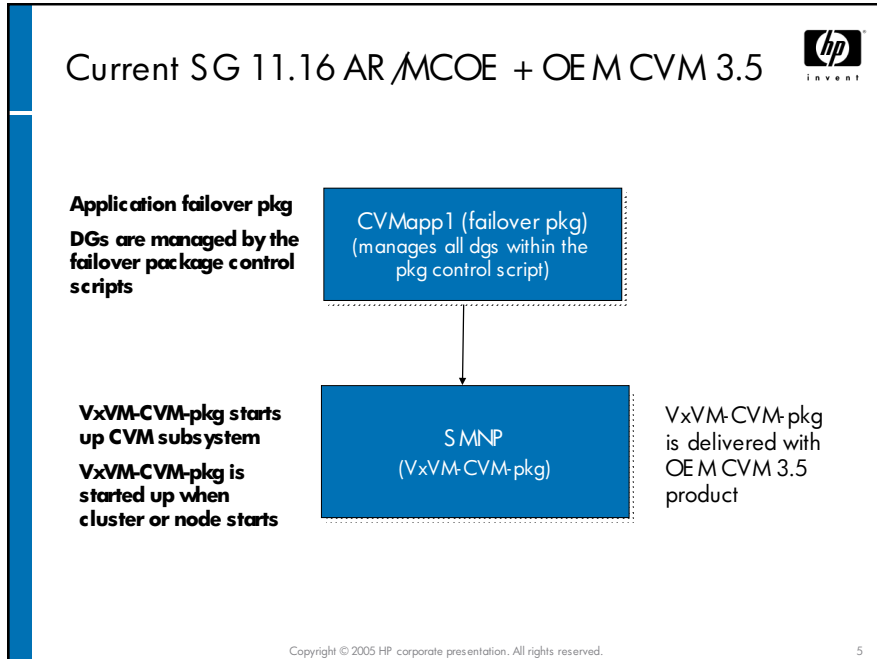 Current SG 11.16 AR/MCOE + OEM CVM 3.5
hp
invent
Application failover pkg
DGs are managed by the
failover package control
scripts
CVMapp1 (failover pkg)
(manages all dgs within the
pkg control script)
VxVM-CVM-pkg starts
up CVM subsystem
VxVM-CVM-pkg is
started up when
cluster or node starts
SMNP
(VxVM-CVM-pkg)
VxVM-CVM-pkg
is delivered with
OEM CVM 3.5
product
Copyright © 2005 HP corporate presentation. All rights reserved.
5